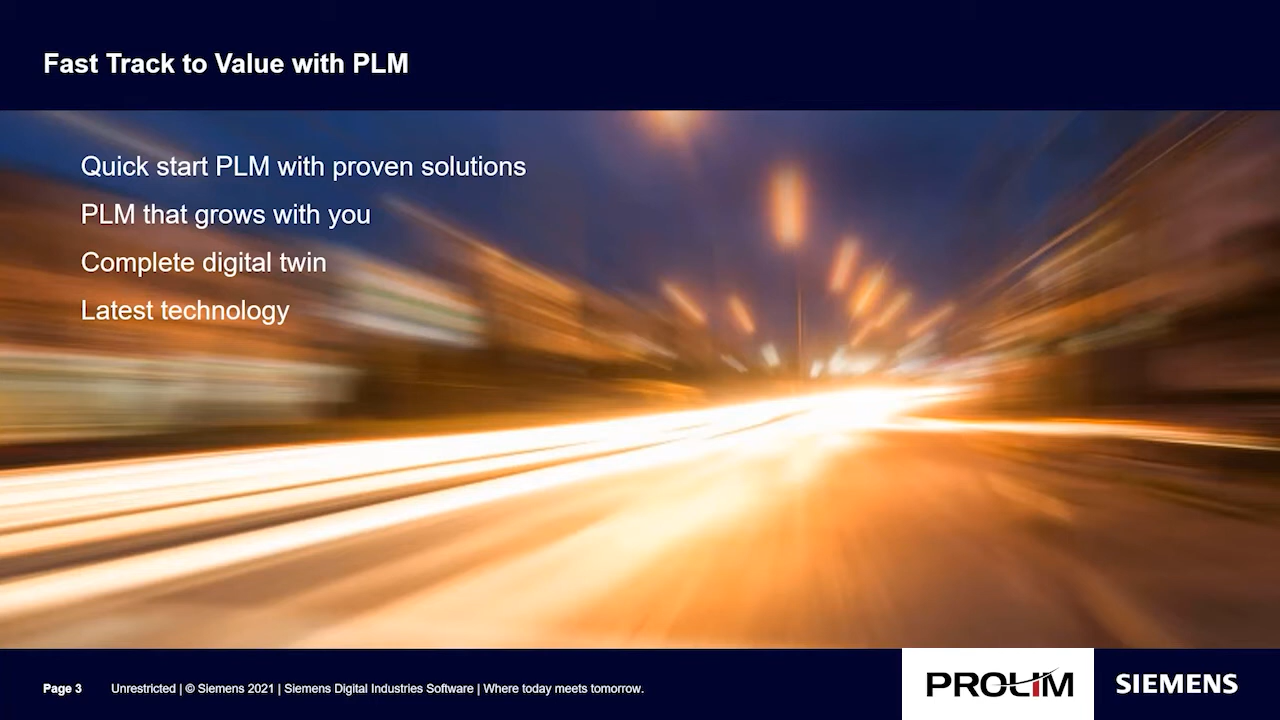 Fast Track to Value with PLM
Quick start PLM with proven solutions
PLM that grows with you
Complete digital twin
Latest technology
Page 3 Unrestricted | © Siemens 2021 | Siemens Digital Industries Software | Where today meets tomorrow.
PROLIM
SIEMENS